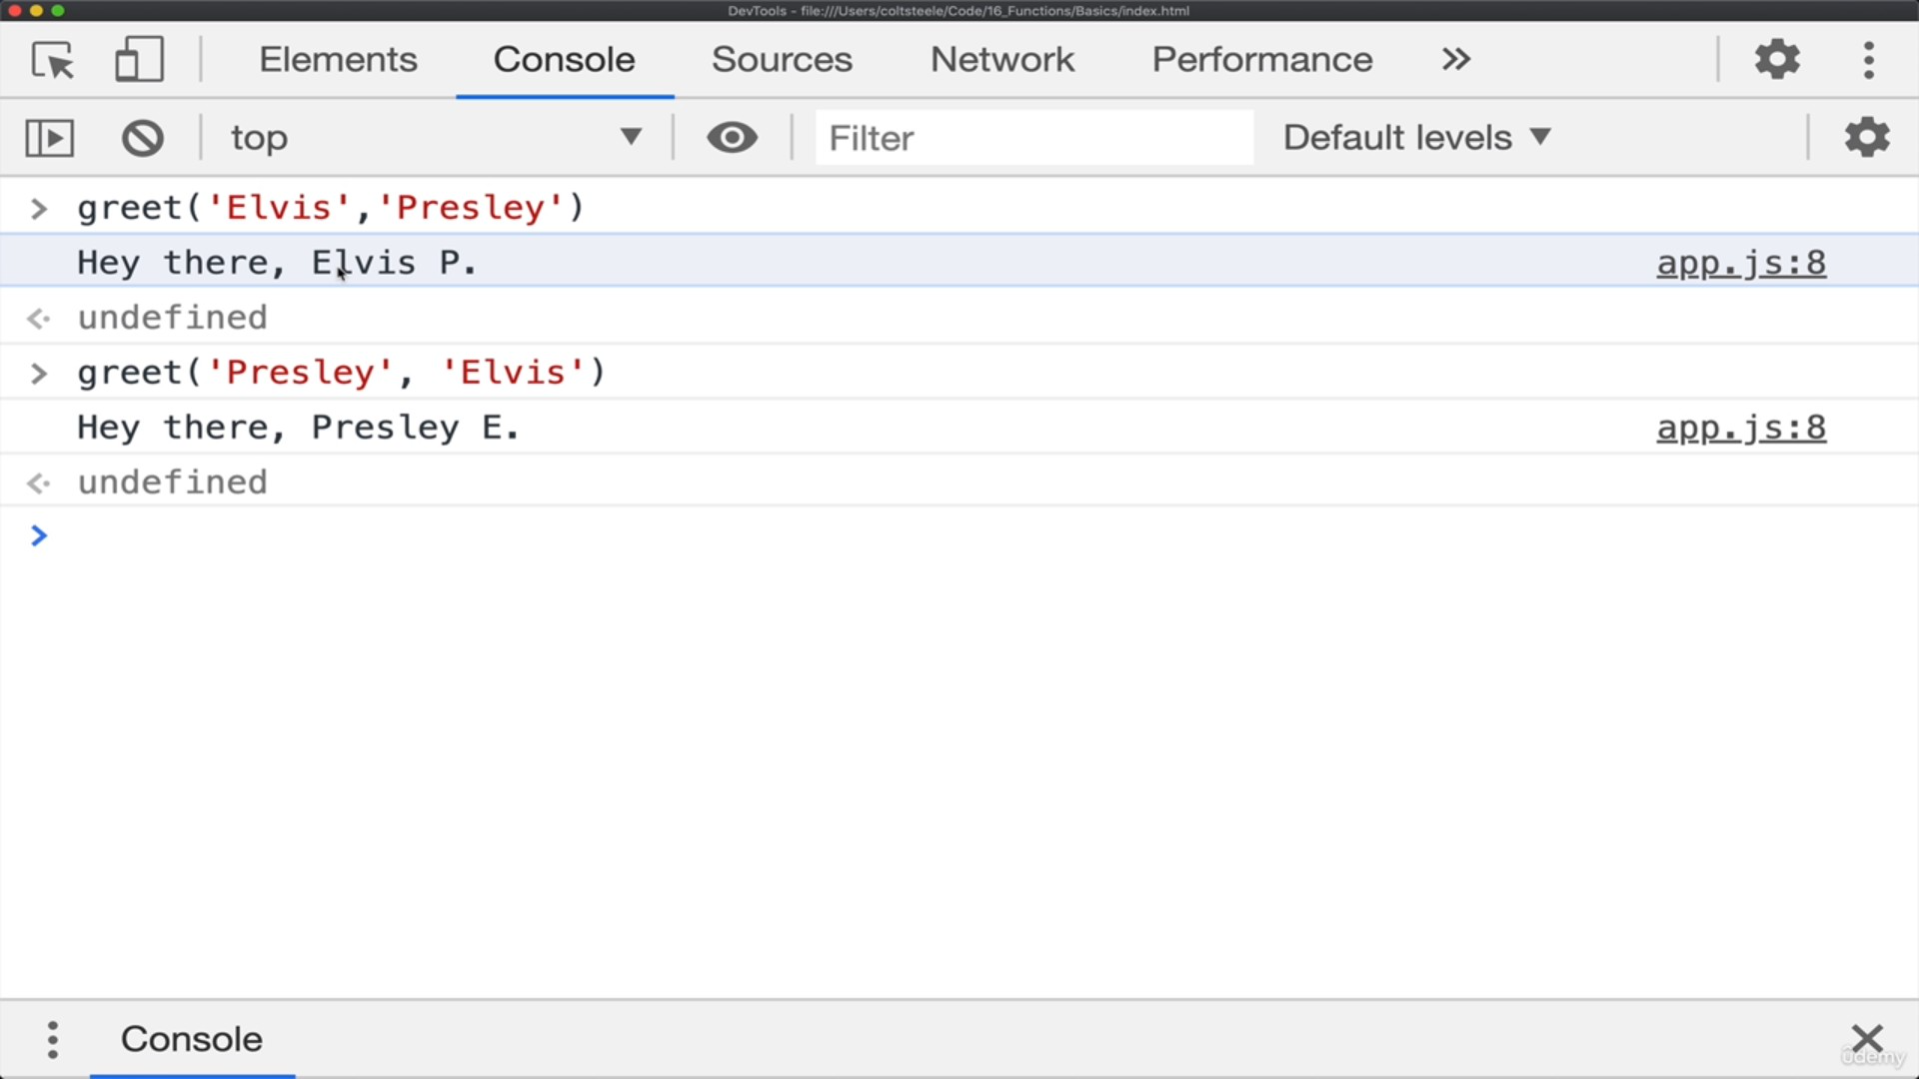 DevTools - file:///Users/coltsteele/Code/16_Functions/Basics/index.html
Elements Console Sources Network Performance »
top Filter Default levels
> greet('Elvis','Presley')
Hey there, Elvis P. app.js:8
undefined
> greet('Presley', 'Elvis')
Hey there, Presley E. app.js:8
undefined
>
Console
ûdemy